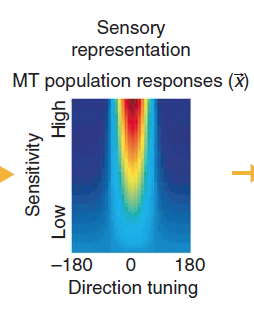 Sensory
representation
MT population responses (x⃗)
High
Sensitivity
Low
−180 0 180
Direction tuning